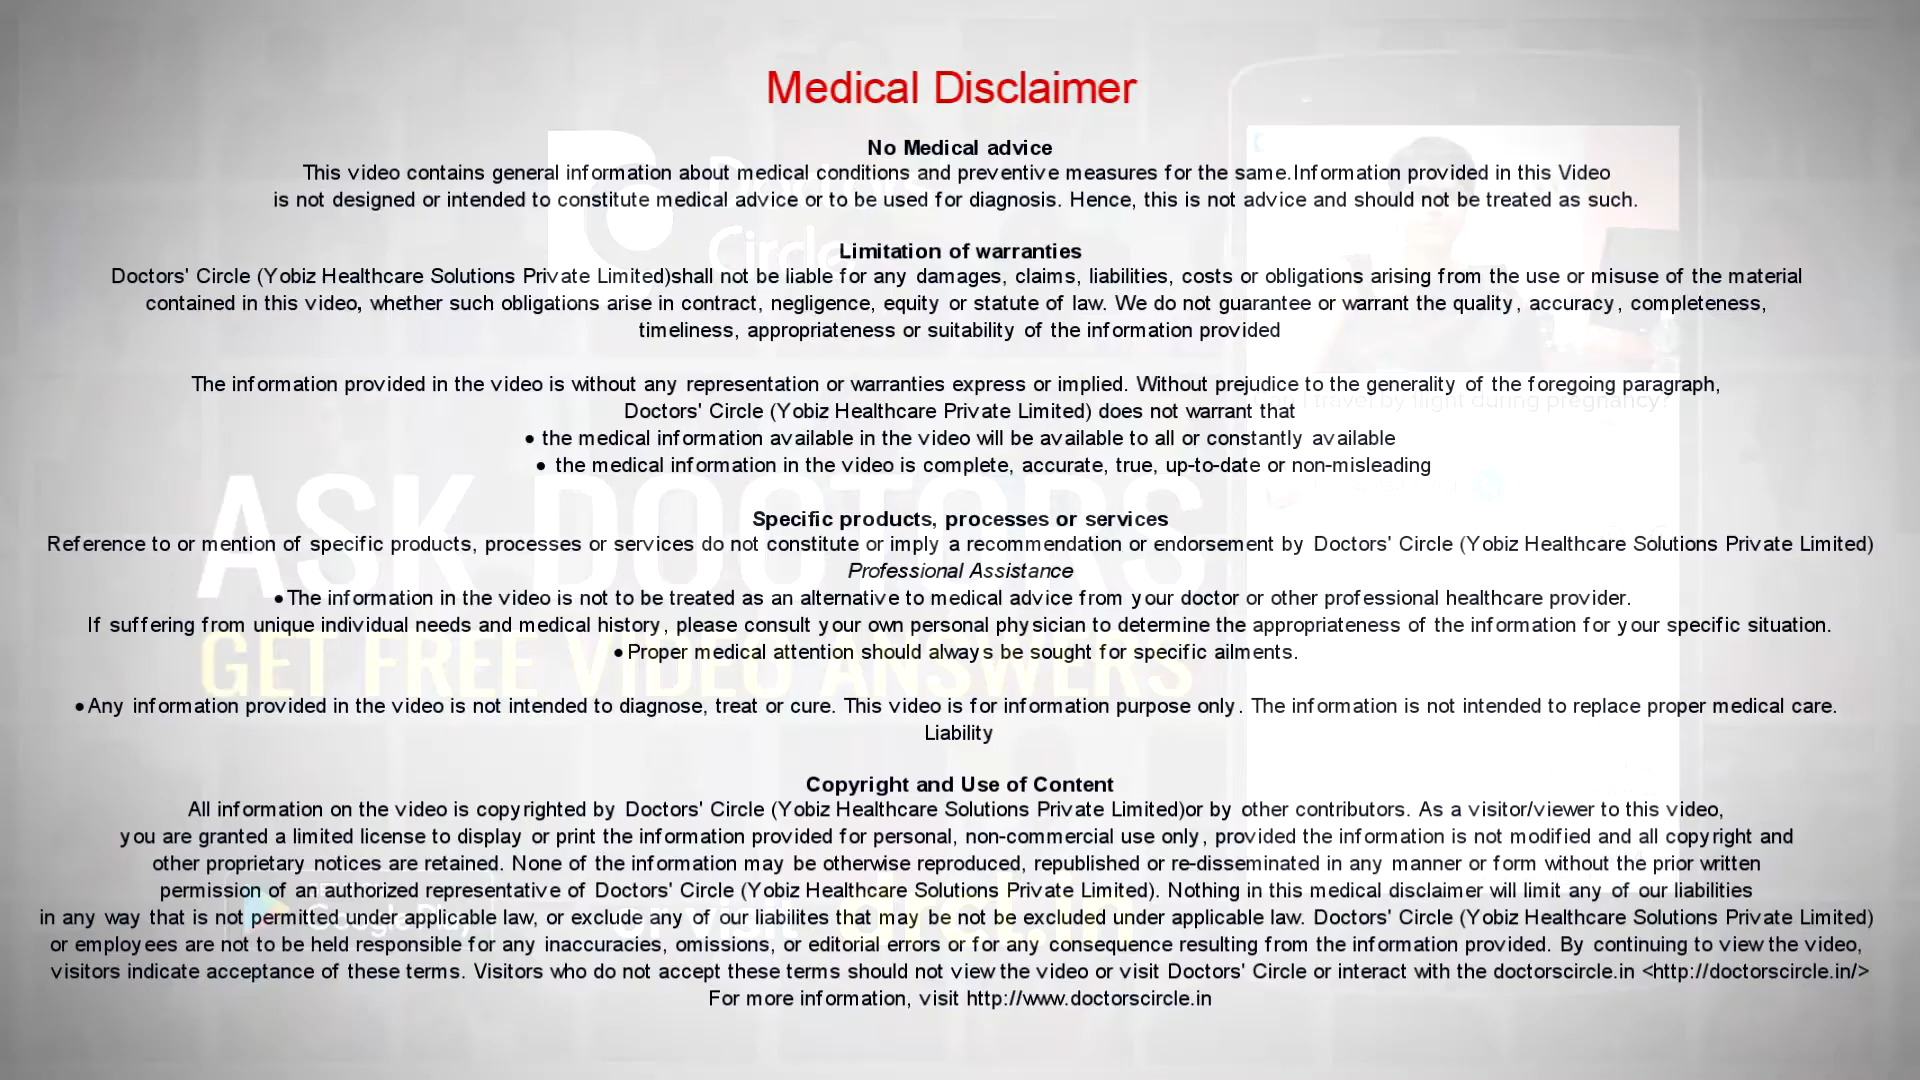 Medical Disclaimer
No Medical advice
This video contains general information about medical conditions and preventive measures for the same.Information provided in this Video
is not designed or intended to constitute medical advice or to be used for diagnosis. Hence, this is not advice and should not be treated as such.
Doctors'
Circle
Limitation of warranties
Doctors' Circle (Yobiz Healthcare Solutions Private Limited)shall not be liable for any damages, claims, liabilities, costs or obligations arising from the use or misuse of the material
contained in this video, whether such obligations arise in contract, negligence, equity or statute of law. We do not guarantee or warrant the quality, accuracy, completeness,
timeliness, appropriateness or suitability of the information provided
The information provided in the video is without any representation or warranties express or implied. Without prejudice to the generality of the foregoing paragraph,
Can I travel by flight during pregnancy?
Doctors' Circle (Yobiz Healthcare Private Limited) does not warrant that
• the medical information available in the video will be available to all or constantly available
• the medical information in the video is complete, accurate, true, up-to-date or non-misleading
ASK DOCTORS
Specific products, processes or services
Reference to or mention of specific products, processes or services do not constitute or imply a recommendation or endorsement by Doctors' Circle (Yobiz Healthcare Solutions Private Limited)
Professional Assistance
•The information in the video is not to be treated as an alternative to medical advice from your doctor or other professional healthcare provider.
If suffering from unique individual needs and medical history, please consult your own personal physician to determine the appropriateness of the information for your specific situation.
•Proper medical attention should always be sought for specific ailments.
GET FREE VIDEO ANSWERS
•Any information provided in the video is not intended to diagnose, treat or cure. This video is for information purpose only. The information is not intended to replace proper medical care.
Liability
Copyright and Use of Content
All information on the video is copyrighted by Doctors' Circle (Yobiz Healthcare Solutions Private Limited)or by other contributors. As a visitor/viewer to this video,
you are granted a limited license to display or print the information provided for personal, non-commercial use only, provided the information is not modified and all copyright and
other proprietary notices are retained. None of the information may be otherwise reproduced, republished or re-disseminated in any manner or form without the prior written
permission of an authorized representative of Doctors' Circle (Yobiz Healthcare Solutions Private Limited). Nothing in this medical disclaimer will limit any of our liabilities
in any way that is not permitted under applicable law, or exclude any of our liabilites that may be not be excluded under applicable law. Doctors' Circle (Yobiz Healthcare Solutions Private Limited)
Google Play
or visit drcl.in
or employees are not to be held responsible for any inaccuracies, omissions, or editorial errors or for any consequence resulting from the information provided. By continuing to view the video,
visitors indicate acceptance of these terms. Visitors who do not accept these terms should not view the video or visit Doctors' Circle or interact with the doctorscircle.in <http://doctorscircle.in/>
For more information, visit http://www.doctorscircle.in